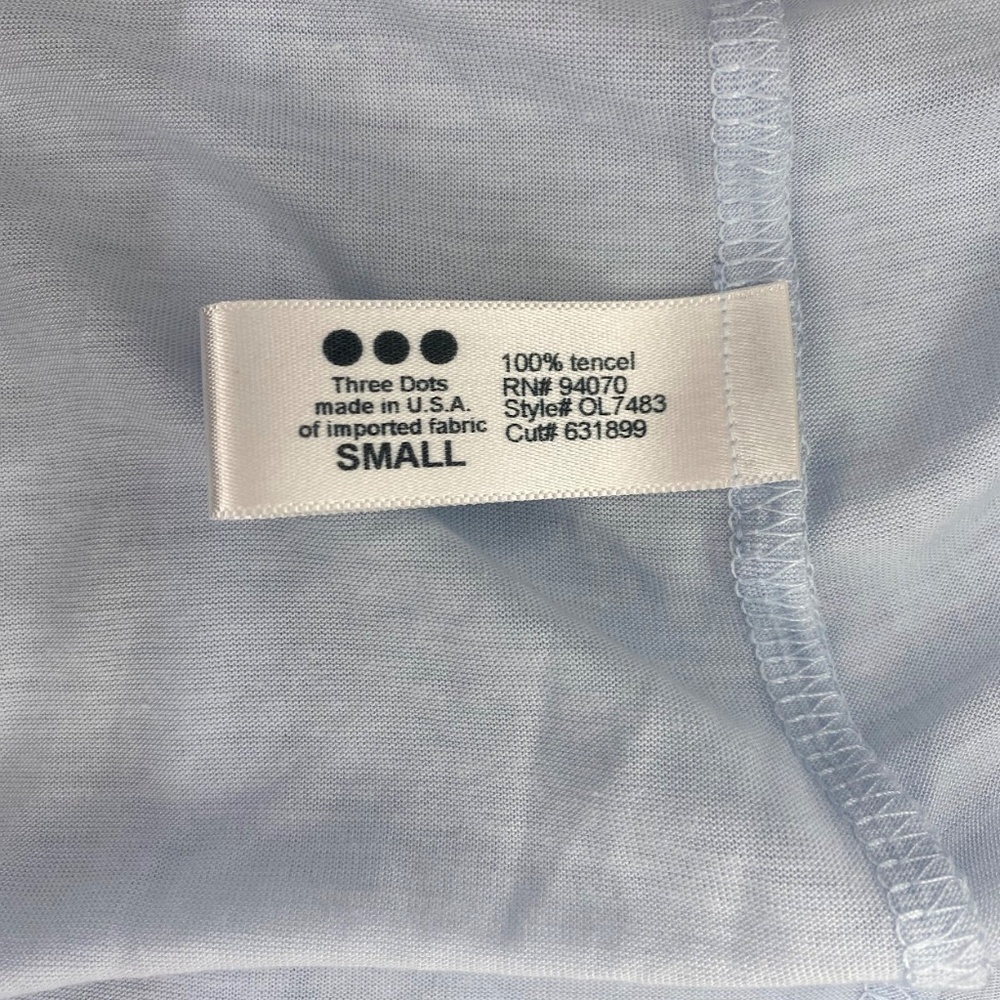 Three Dots
made in U.S.A.
of imported fabric
SMALL
100% tencel
RN# 94070
Style# OL7483
Cut# 631899